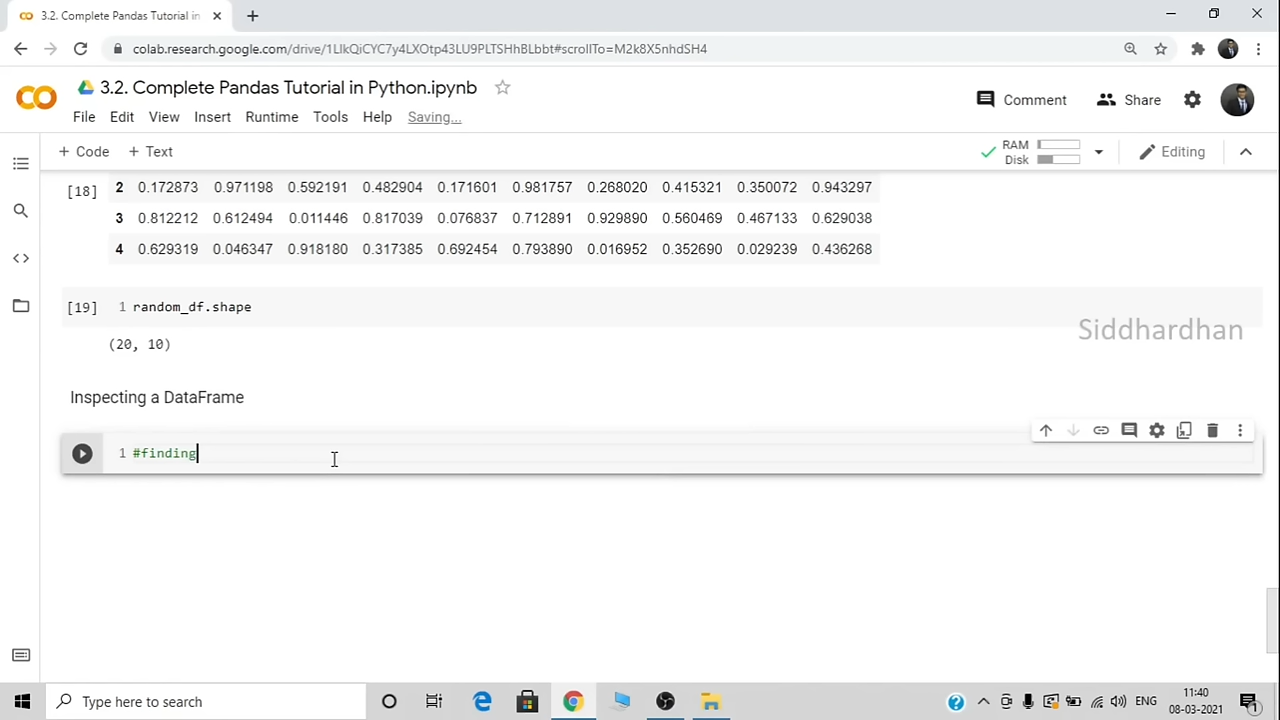 3.2. Complete Pandas Tutorial in
colab.research.google.com/drive/1LlkQiCYC7y4LXOtp43LU9PLTSHhBLbbt#scrollTo=M2k8X5nhdSH4
3.2. Complete Pandas Tutorial in Python.ipynb
Comment
Share
File Edit View Insert Runtime Tools Help Saving...
+ Code + Text
RAM
Disk
Editing
[18] 2 0.172873 0.971198 0.592191 0.482904 0.171601 0.981757 0.268020 0.415321 0.350072 0.943297
3 0.812212 0.612494 0.011446 0.817039 0.076837 0.712891 0.929890 0.560469 0.467133 0.629038
4 0.629319 0.046347 0.918180 0.317385 0.692454 0.793890 0.016952 0.352690 0.029239 0.436268
[19] 1 random_df.shape
Siddhardhan
(20, 10)
Inspecting a DataFrame
1 #finding
Type here to search
ENG
11:40
08-03-2021
1